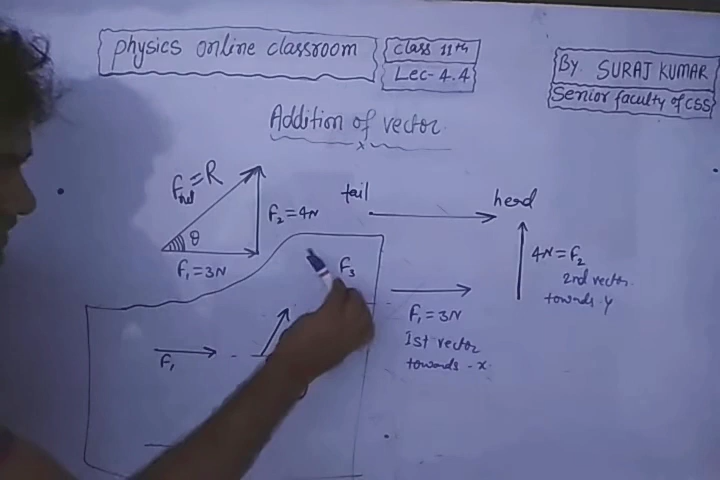 physics online classroom
class 11th
Lec-4.4
By SURAJ KUMAR
Senior faculty of CSS
Addition of vector
x
= R
θ
F₂ = 4N
F₁ = 3N
tail
head
4N = F₂
2nd vector
towards y
F₃
F₁ = 3N
1st vector
towards - x
F₁